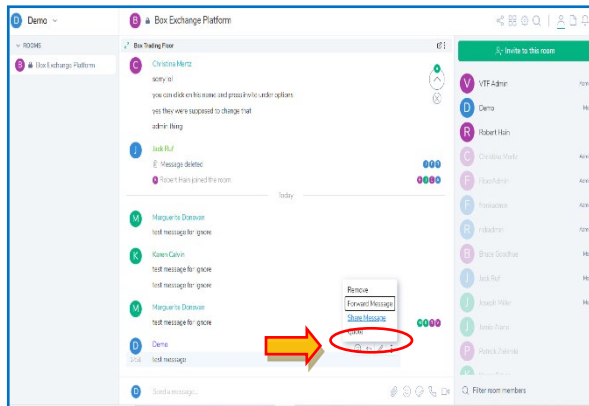 Demo
Box Exchange Platform
ROOMS
Box Exchange Platform
Box Trading Floor
Christina Mertz
sorry lol
you can click on his name and press invite under options
yes they were supposed to change that
admin thing
Jack Ruf
Message deleted
Robert Hain joined the room.
Today
Marguerite Donovan
test message for ignore
Karen Calvin
test message for ignore
test message for ignore
Marguerite Donovan
test message for ignore
Demo
test message
Remove
Forward Message
Share Message
Quote
Send a message…
Invite to this room
VTF Admin
Demo
Robert Hain
Christina Mertz
Jack Ruf
Joseph Miller
Filter room members